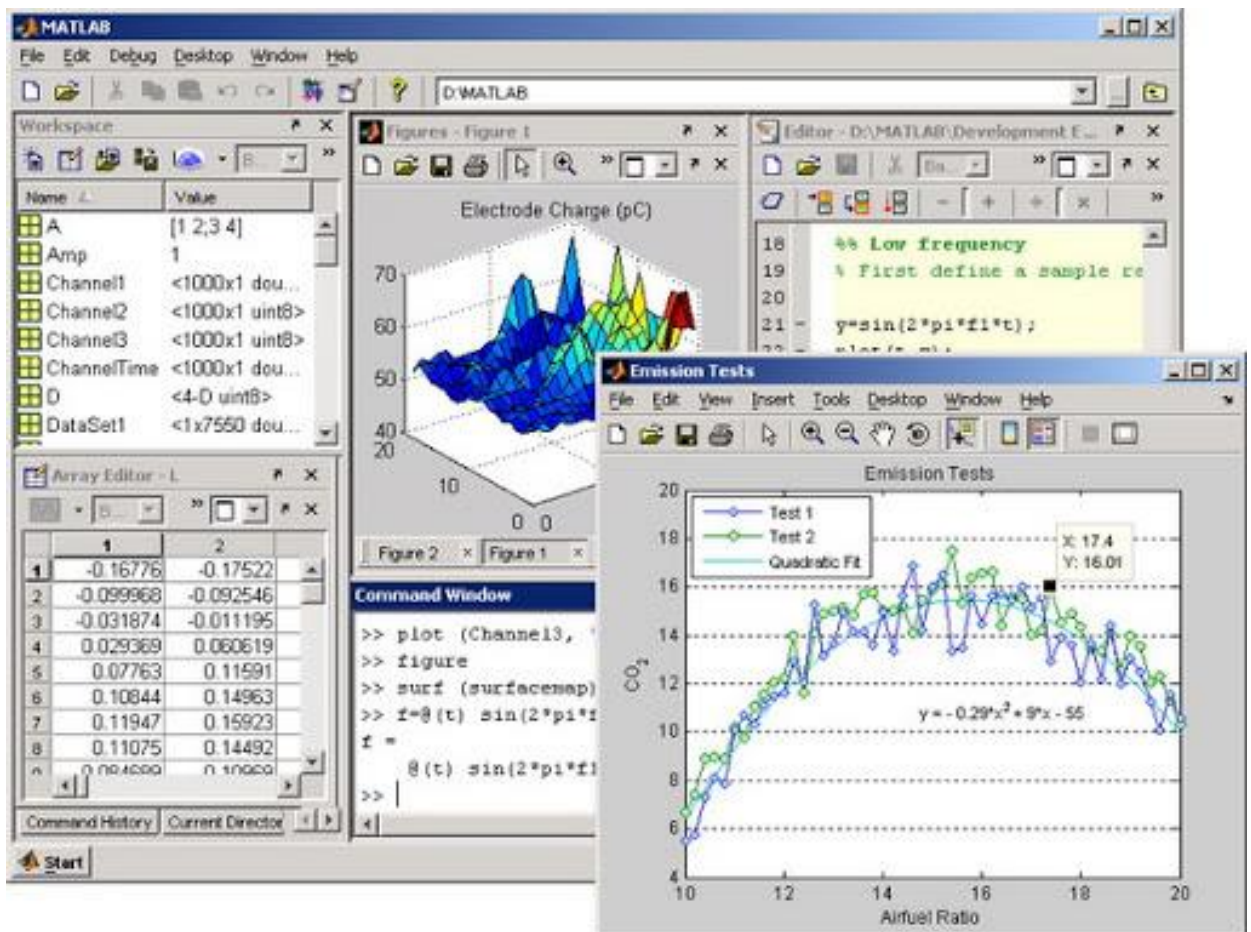 MATLAB
File Edit Debug Desktop Window Help
D:\MATLAB
Workspace
B...
Name Value
A [1 2;3 4]
Amp 1
Channel1 <1000x1 dou...
Channel2 <1000x1 uint8>
Channel3 <1000x1 uint8>
ChannelTime <1000x1 dou...
D <4-D uint8>
DataSet1 <1x7550 dou...
Array Editor - L
B...
1 2
1 -0.16776 -0.17522
2 -0.099968 -0.092546
3 -0.031874 -0.011195
4 0.029369 0.060619
5 0.07763 0.11591
6 0.10844 0.14963
7 0.11947 0.15923
8 0.11075 0.14492
9 0.084689 0.10969
Command History Current Director
Start
Figures - Figure 1
Electrode Charge (pC)
70
60
50
40
20
10
0 0
Figure 2 Figure 1
Command Window
>> plot (Channel3, '
>> figure
>> surf (surfacemap)
>> f=@(t) sin(2*pi*f
f =
@(t) sin(2*pi*f1
>>
Editor - D:\MATLAB\Development E...
Ba...
18 %% Low frequency
19 % First define a sample re
20
21 - y=sin(2*pi*f1*t);
22 -
Emission Tests
File Edit View Insert Tools Desktop Window Help
Emission Tests
Test 1
Test 2
Quadratic Fit
X: 17.4
Y: 16.01
y = - 0.29*x² + 9*x - 55
CO₂
20
18
16
14
12
10
8
6
4
10 12 14 16 18 20
Airfuel Ratio